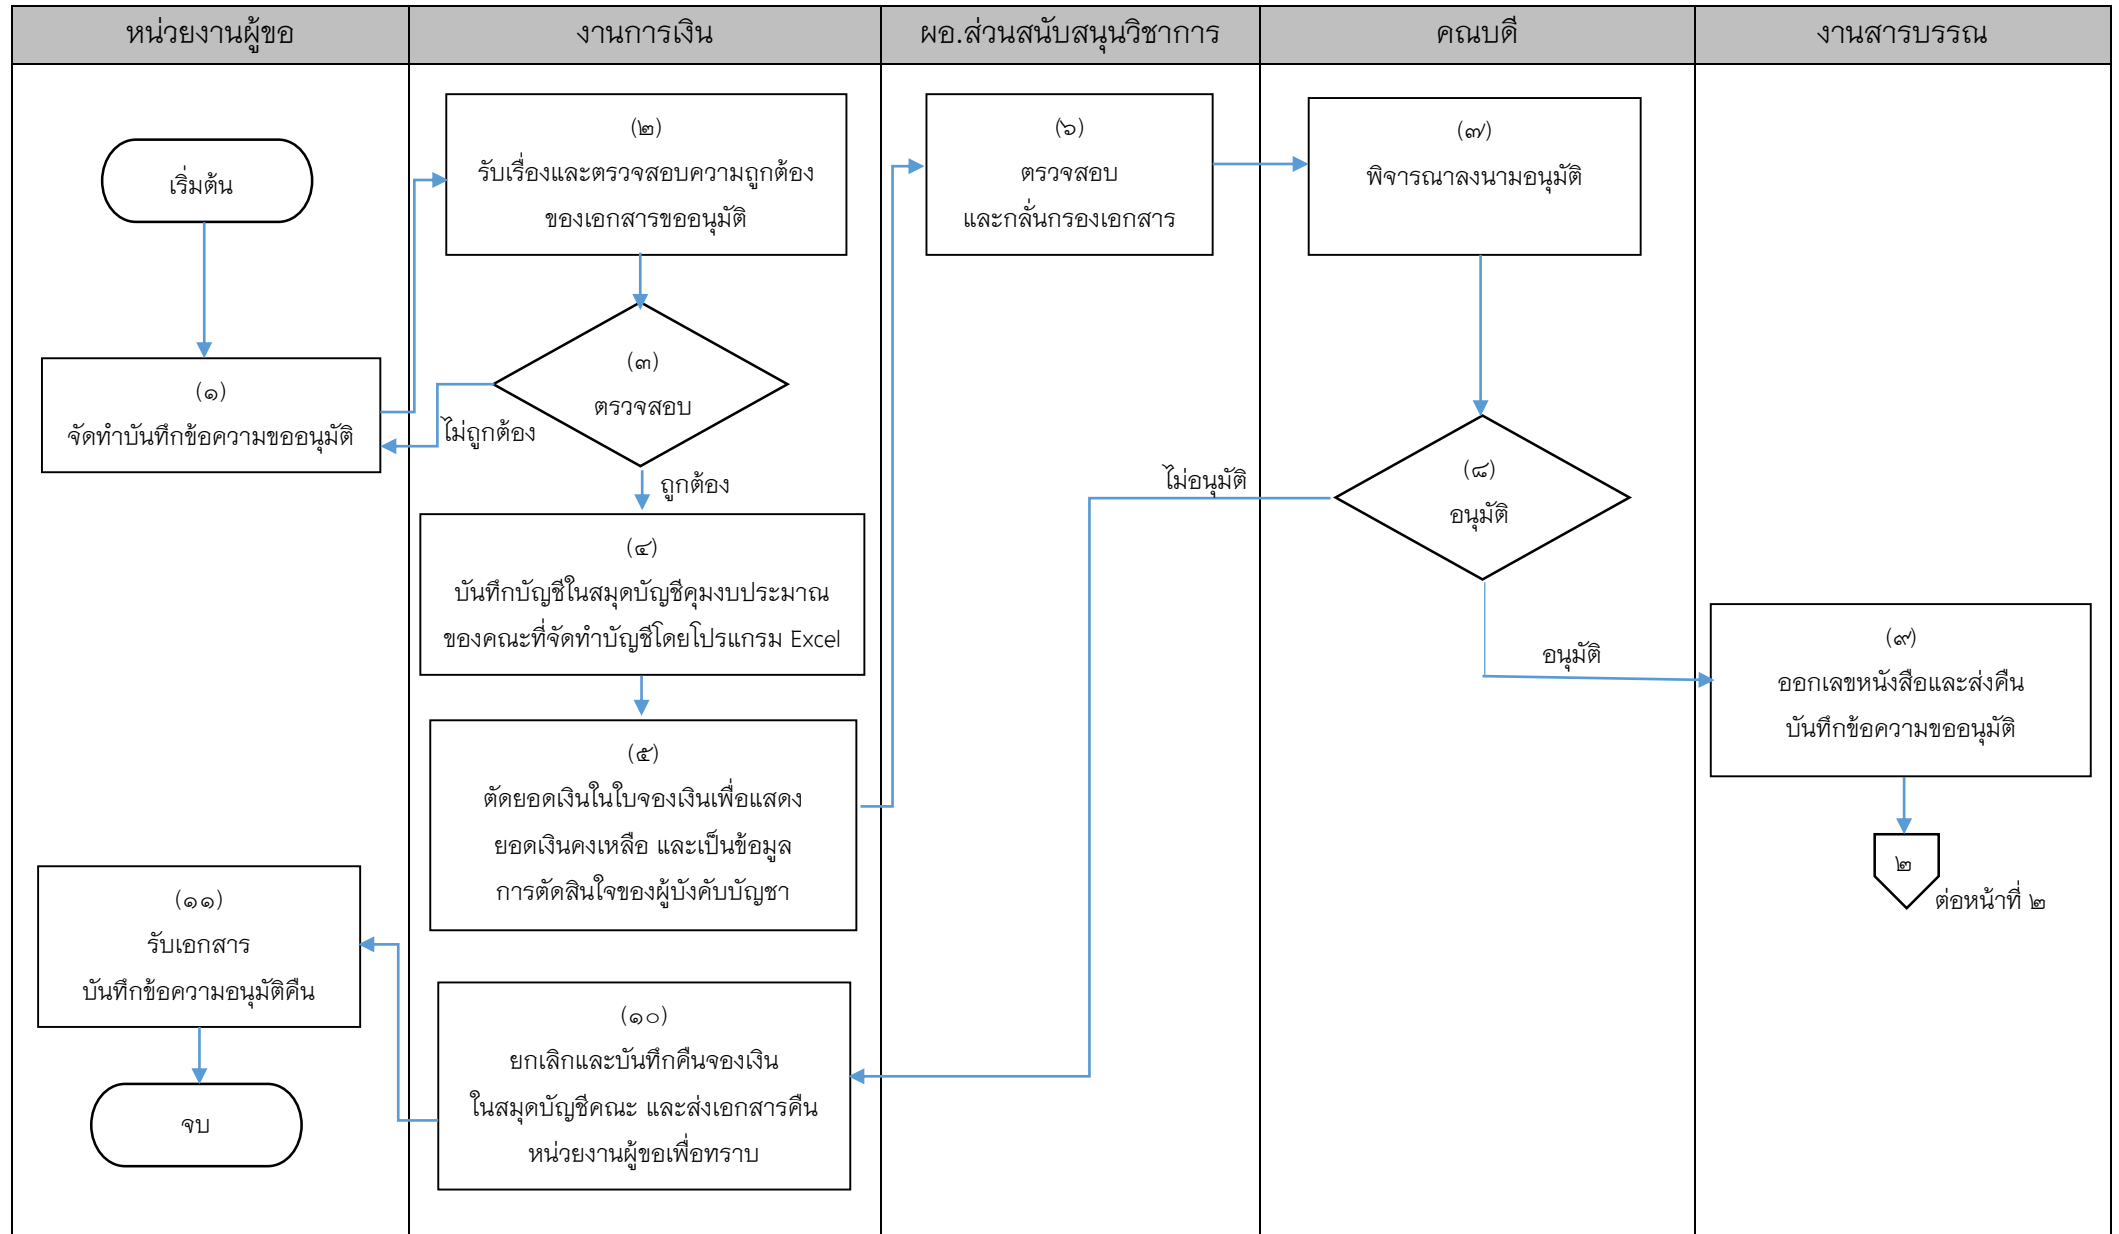 หน่วยงานผู้ขอ
งานการเงิน
ผอ.ส่วนสนับสนุนวิชาการ
คณบดี
งานสารบรรณ
เริ่มต้น
(๑)
จัดทำบันทึกข้อความขออนุมัติ
(๒)
รับเรื่องและตรวจสอบความถูกต้อง
ของเอกสารขออนุมัติ
(๓)
ตรวจสอบ
ไม่ถูกต้อง
ถูกต้อง
(๔)
บันทึกบัญชีในสมุดบัญชีคุมงบประมาณ
ของคณะที่จัดทำบัญชีโดยโปรแกรม Excel
(๕)
ตัดยอดเงินในใบจองเงินเพื่อแสดง
ยอดเงินคงเหลือ และเป็นข้อมูล
การตัดสินใจของผู้บังคับบัญชา
(๖)
ตรวจสอบ
และกลั่นกรองเอกสาร
(๗)
พิจารณาลงนามอนุมัติ
(๘)
อนุมัติ
ไม่อนุมัติ
อนุมัติ
(๙)
ออกเลขหนังสือและส่งคืน
บันทึกข้อความขออนุมัติ
๒
ต่อหน้าที่ ๒
(๑๐)
ยกเลิกและบันทึกคืนจองเงิน
ในสมุดบัญชีคณะ และส่งเอกสารคืน
หน่วยงานผู้ขอเพื่อทราบ
(๑๑)
รับเอกสาร
บันทึกข้อความอนุมัติคืน
จบ